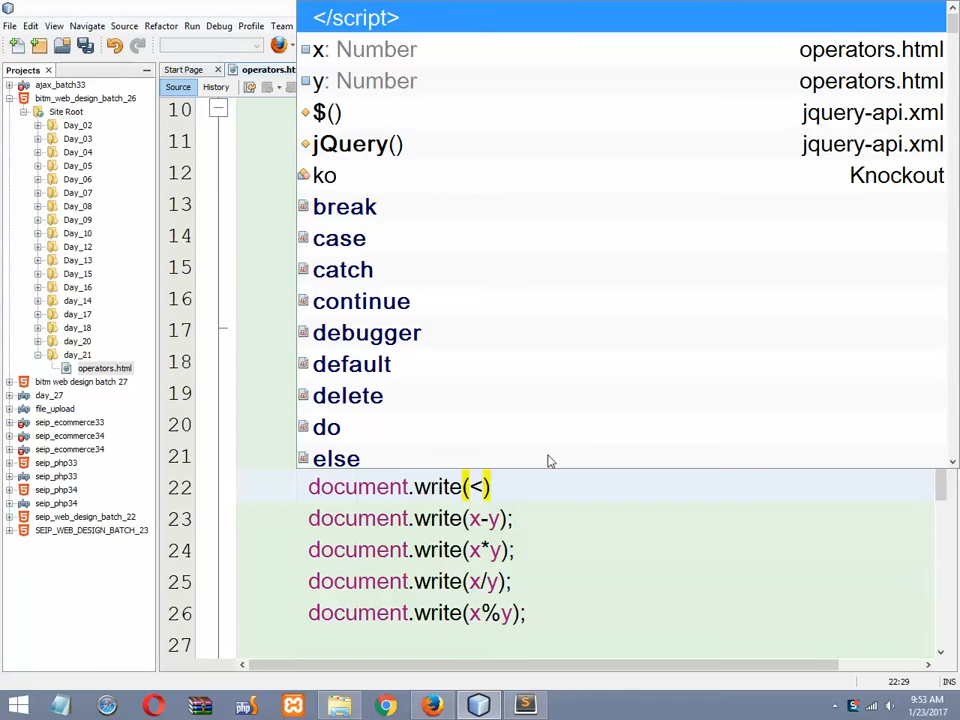 File Edit View Navigate Source Refactor Run Debug Profile Team
Projects
ajax_batch33
bitm_web_design_batch_26
Site Root
Day_02
Day_03
Day_04
Day_05
Day_06
Day_07
Day_08
Day_09
Day_10
Day_12
Day_13
Day_15
Day_16
day_14
day_17
day_18
day_20
day_21
operators.html
bitm web design batch 27
day_27
file_upload
seip_ecommerce33
seip_ecommerce34
seip_ecommerce34
seip_php33
seip_php33
seip_php34
seip_php34
seip_web_design_batch_22
SEIP_WEB_DESIGN_BATCH_23
Start Page operators.ht
Source History
</script>
x: Number operators.html
y: Number operators.html
$() jquery-api.xml
jQuery() jquery-api.xml
ko Knockout
break
case
catch
continue
debugger
default
delete
do
else
10
11
12
13
14
15
16
17
18
19
20
21
22 document.write(<)
23 document.write(x-y);
24 document.write(x*y);
25 document.write(x/y);
26 document.write(x%y);
27
22:29 INS
php
S
9:53 AM
1/23/2017